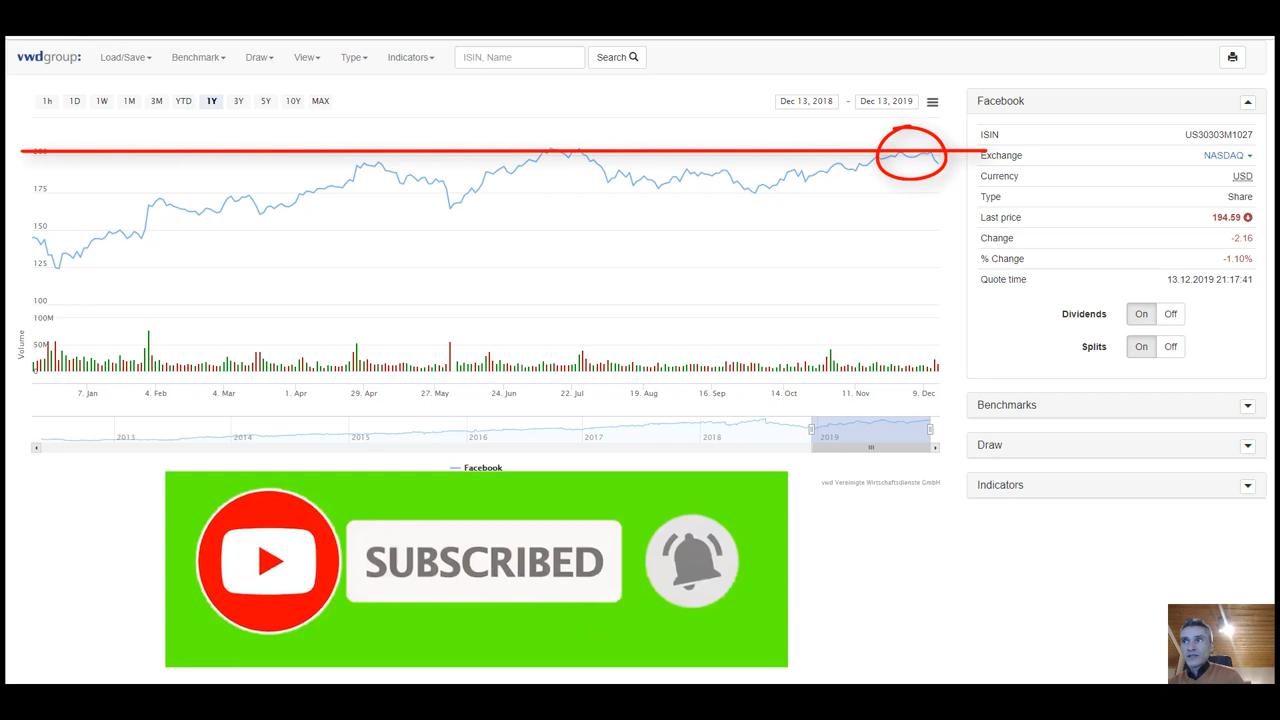 vwdgroup: Load/Save Benchmark Draw View Type Indicators ISIN, Name Search
1h 1D 1W 1M 3M YTD 1Y 3Y 5Y 10Y MAX Dec 13, 2018 – Dec 13, 2019
175
150
125
100
100M
50M
0
Volume
7. Jan 4. Feb 4. Mar 1. Apr 29. Apr 27. May 24. Jun 22. Jul 19. Aug 16. Sep 14. Oct 11. Nov 9. Dec
2013 2014 2015 2016 2017 2018 2019
Facebook
vwd Vereinigte Wirtschaftsdienste GmbH
SUBSCRIBED
Facebook
ISIN US30303M1027
Exchange NASDAQ
Currency USD
Type Share
Last price 194.59
Change -2.16
% Change -1.10%
Quote time 13.12.2019 21:17:41
Dividends On Off
Splits On Off
Benchmarks
Draw
Indicators